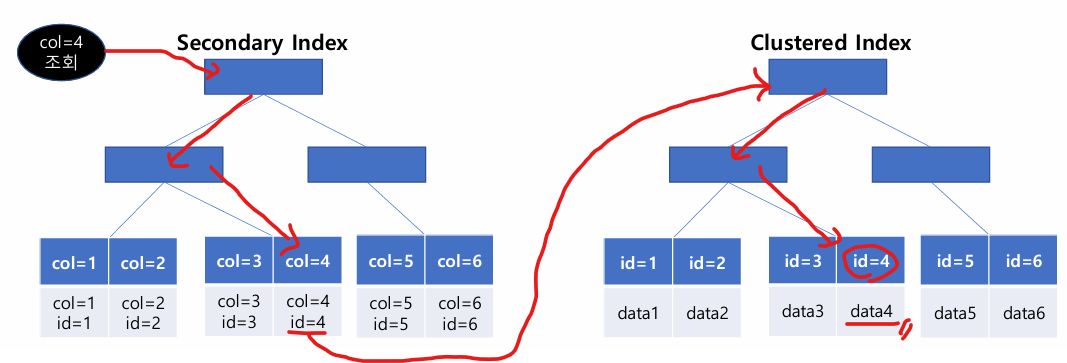 col=4
조회
Secondary Index
Clustered Index
col=1 col=2 col=3 col=4 col=5 col=6
col=1 col=2 col=3 col=4 col=5 col=6
id=1 id=2 id=3 id=4 id=5 id=6
id=1 id=2 id=3 id=4 id=5 id=6
data1 data2 data3 data4 data5 data6